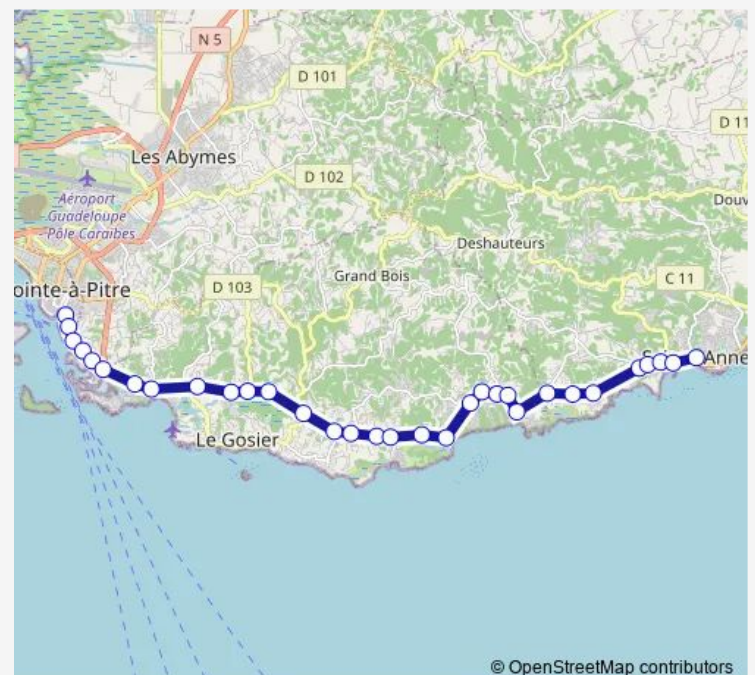 N 5
D 101
Les Abymes
D 11
D 102
Aéroport
Guadeloupe
-Pôle Caraïbes
Douv
Deshauteurs
D 103
Grand Bois
C 11
ointe-à-Pitre
Anne
Le Gosier
© OpenStreetMap contributors